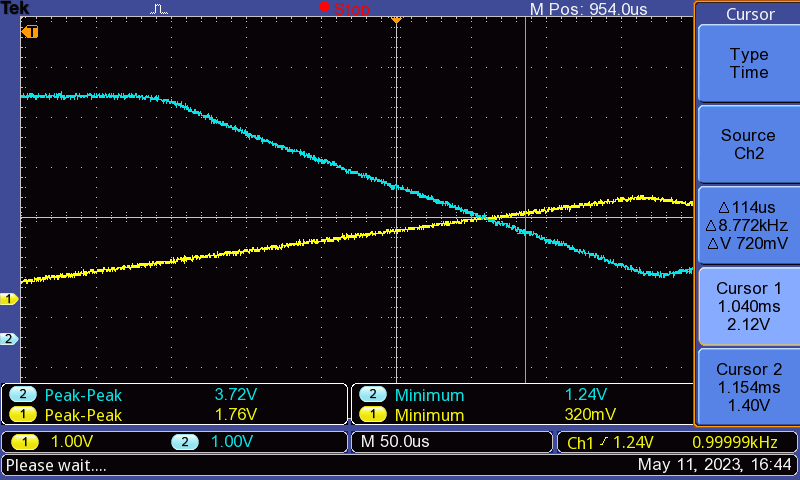 Tek Stop M Pos: 954.0us
T
Cursor
Type
Time
Source
Ch2
Δ114us
Δ8.772kHz
ΔV 720mV
Cursor 1
1.040ms
2.12V
Cursor 2
1.154ms
1.40V
1
2
2 Peak-Peak 3.72V
1 Peak-Peak 1.76V
2 Minimum 1.24V
1 Minimum 320mV
1 1.00V 2 1.00V M 50.0us Ch1 1.24V 0.99999kHz
Please wait.... May 11, 2023, 16:44